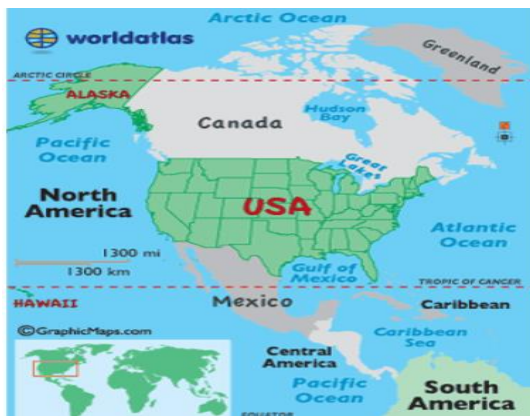 Arctic Ocean
worldatlas
Greenland
ARCTIC CIRCLE
ALASKA
Hudson
Bay
Canada
Pacific
Ocean
Great
Lakes
North
America
USA
Atlantic
Ocean
1300 mi
1300 km
Gulf of
Mexico
TROPIC OF CANCER
HAWAII
Mexico
Caribbean
©GraphicMaps.com
Caribbean
Sea
Central
America
Pacific
Ocean
South
America
EQUATOR